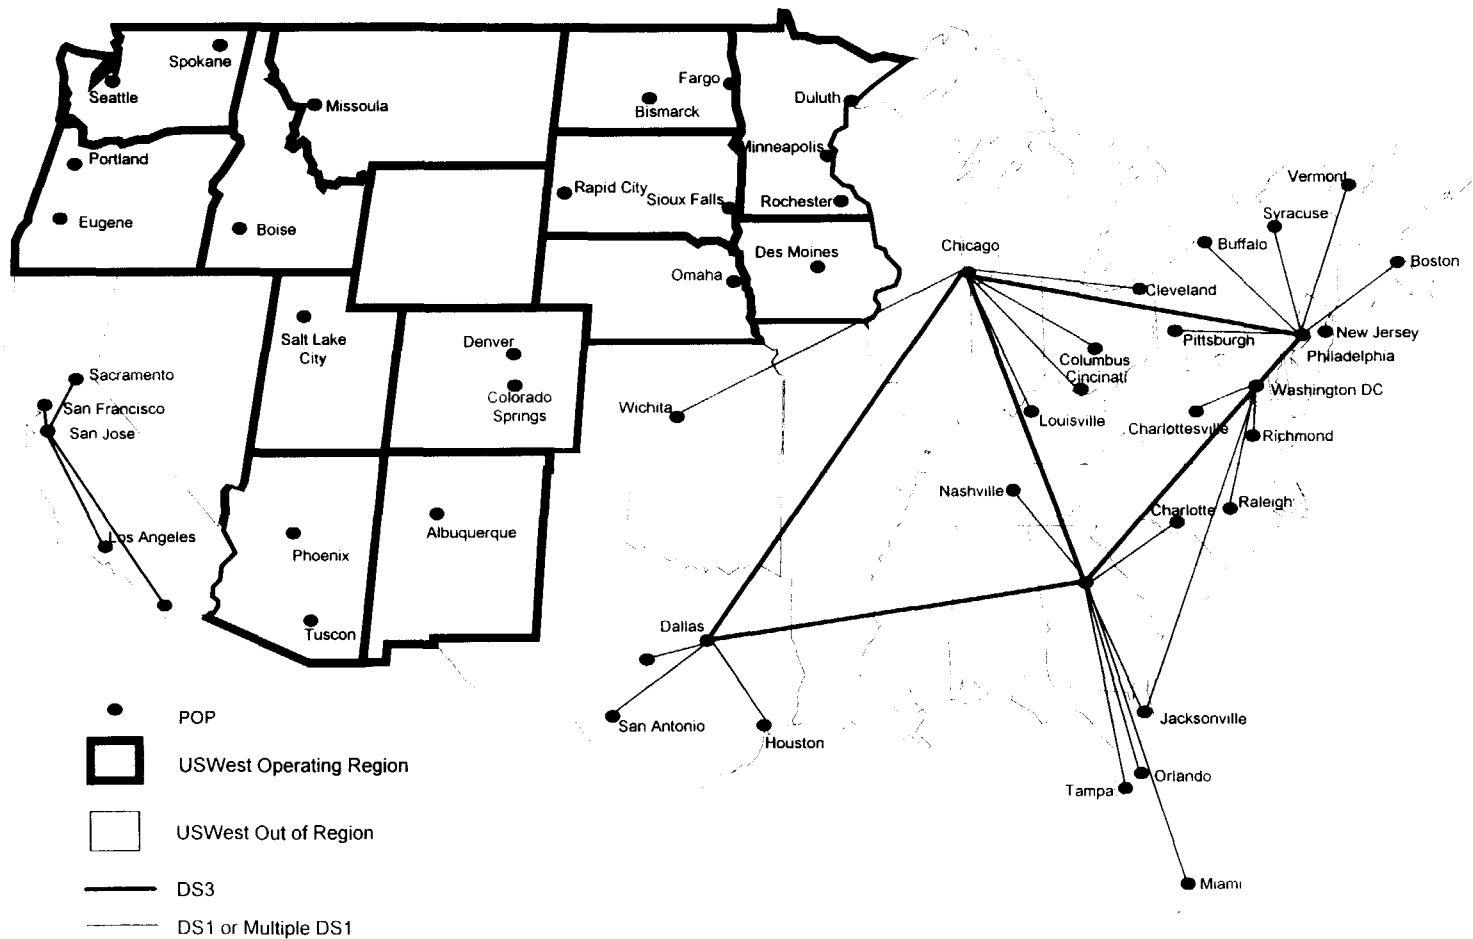 Spokane
Seattle
Missoula
Fargo
Bismarck
Duluth
Portland
Minneapolis
Rapid City
Sioux Falls
Rochester
Eugene
Boise
Vermont
Syracuse
Buffalo
Boston
Chicago
Des Moines
Omaha
Cleveland
Salt Lake
City
Denver
Pittsburgh
New Jersey
Philadelphia
Columbus
Cincinati
Sacramento
San Francisco
San Jose
Colorado
Springs
Wichita
Washington DC
Louisville
Charlottesville
Richmond
Nashville
Charlotte
Raleigh
Los Angeles
Phoenix
Albuquerque
Tuscon
Dallas
San Antonio
Houston
Jacksonville
Orlando
Tampa
Miami
POP
USWest Operating Region
USWest Out of Region
DS3
DS1 or Multiple DS1